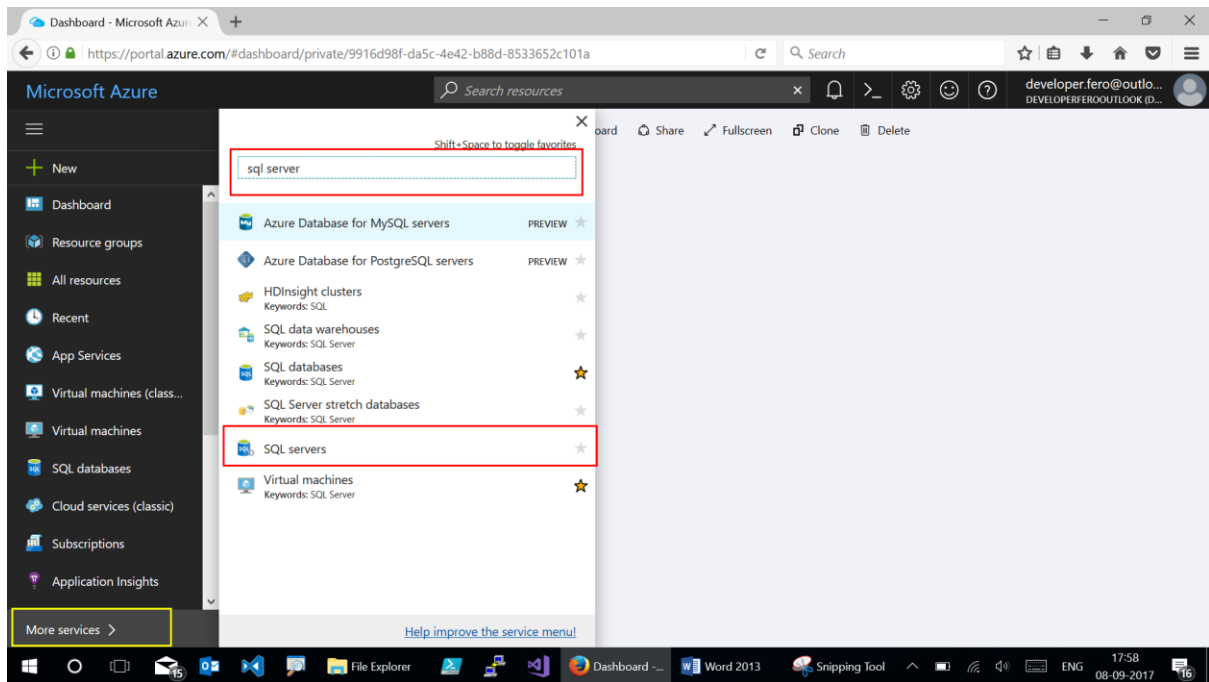 Dashboard - Microsoft Azur
https://portal.azure.com/#dashboard/private/9916d98f-da5c-4e42-b88d-8533652c101a
Search
Microsoft Azure
Search resources
developer.fero@outlo...
DEVELOPERFEROOUTLOOK (D...
oard
Share
Fullscreen
Clone
Delete
Shift+Space to toggle favorites
sql server
New
Dashboard
Resource groups
All resources
Recent
App Services
Virtual machines (class...
Virtual machines
SQL databases
Cloud services (classic)
Subscriptions
Application Insights
More services >
Azure Database for MySQL servers PREVIEW
Azure Database for PostgreSQL servers PREVIEW
HDInsight clusters
Keywords: SQL
SQL data warehouses
Keywords: SQL Server
SQL databases
Keywords: SQL Server
SQL Server stretch databases
Keywords: SQL Server
SQL servers
Virtual machines
Keywords: SQL Server
Help improve the service menu!
15
File Explorer
Dashboard -...
Word 2013
Snipping Tool
ENG
17:58
08-09-2017
16